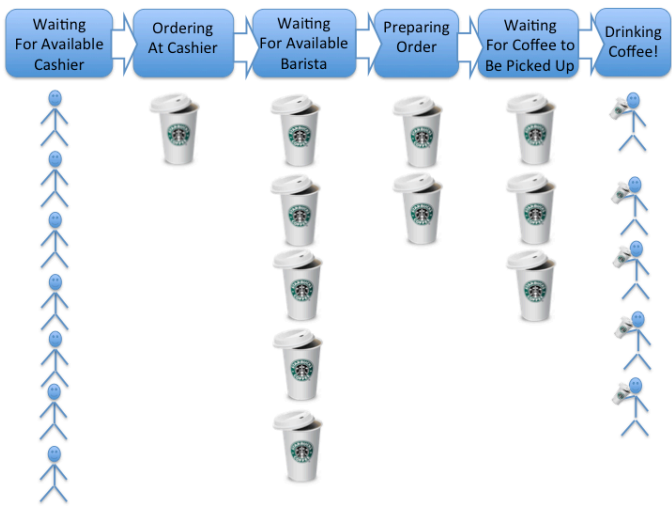 Waiting
For Available
Cashier
Ordering
At Cashier
Waiting
For Available
Barista
Preparing
Order
Waiting
For Coffee to
Be Picked Up
Drinking
Coffee!